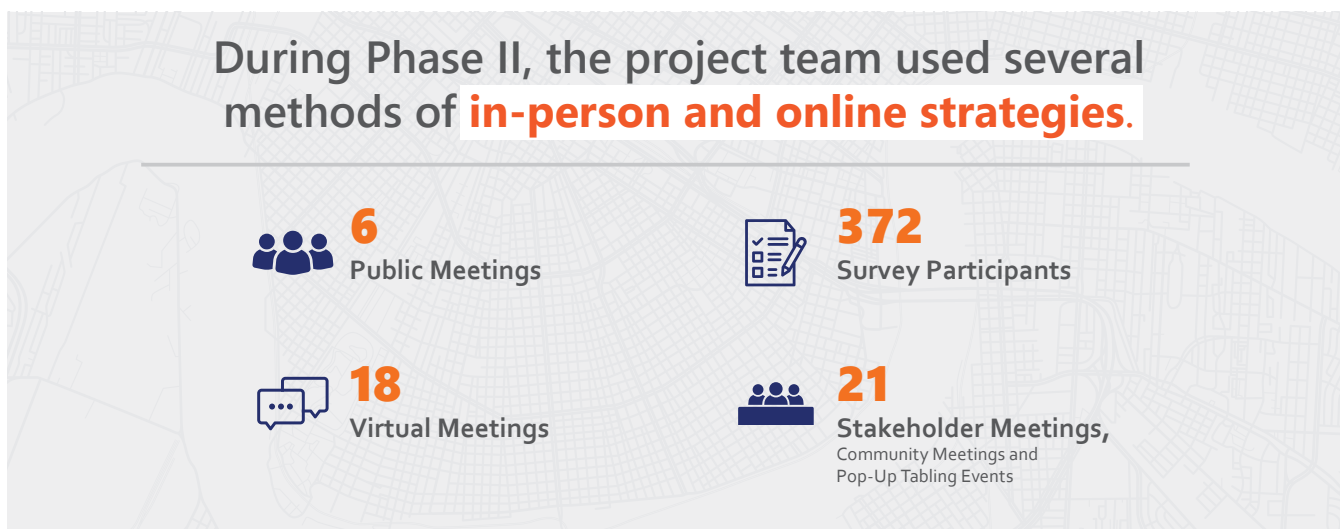 During Phase II, the project team used several
methods of in-person and online strategies.
6
Public Meetings
372
Survey Participants
18
Virtual Meetings
21
Stakeholder Meetings,
Community Meetings and
Pop-Up Tabling Events